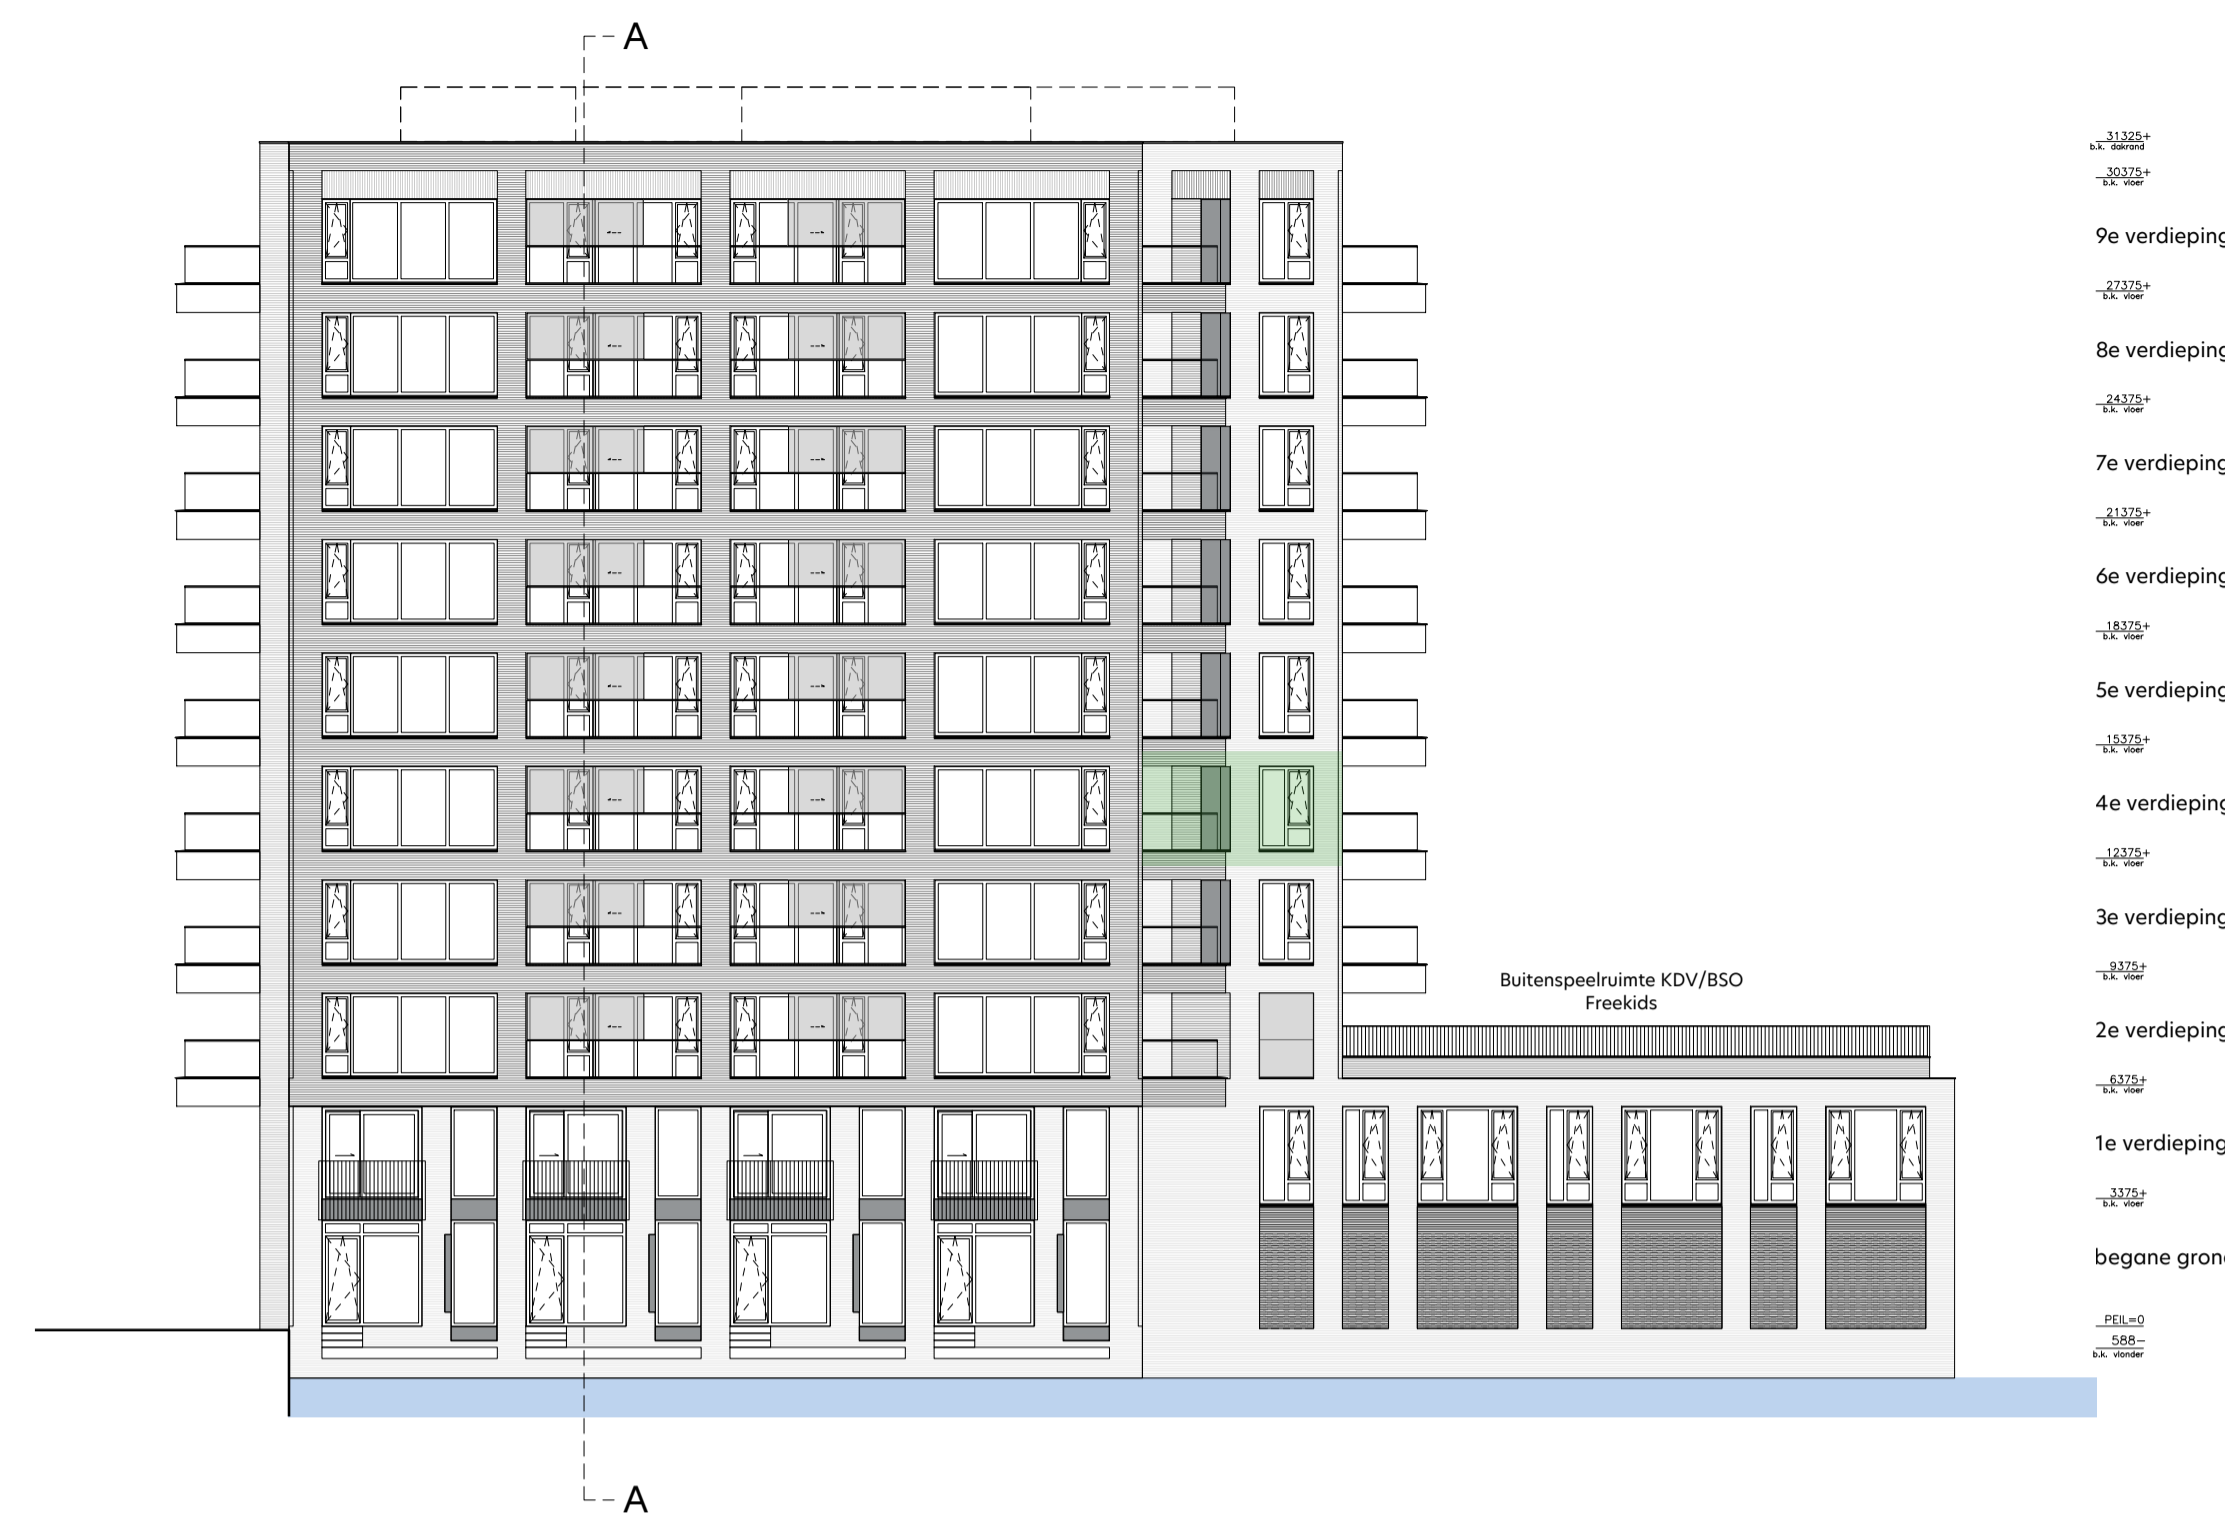 A
31325+
b.k. dakrand
30375+
b.k. vloer
9e verdieping
27375+
b.k. vloer
8e verdieping
24375+
b.k. vloer
7e verdieping
21375+
b.k. vloer
6e verdieping
18375+
b.k. vloer
5e verdieping
15375+
b.k. vloer
4e verdieping
12375+
b.k. vloer
3e verdieping
9375+
b.k. vloer
Buitenspeelruimte KDV/BSO
Freekids
2e verdieping
6375+
b.k. vloer
1e verdieping
3375+
b.k. vloer
begane gron
PEIL=0
588-
b.k. vlonder
A